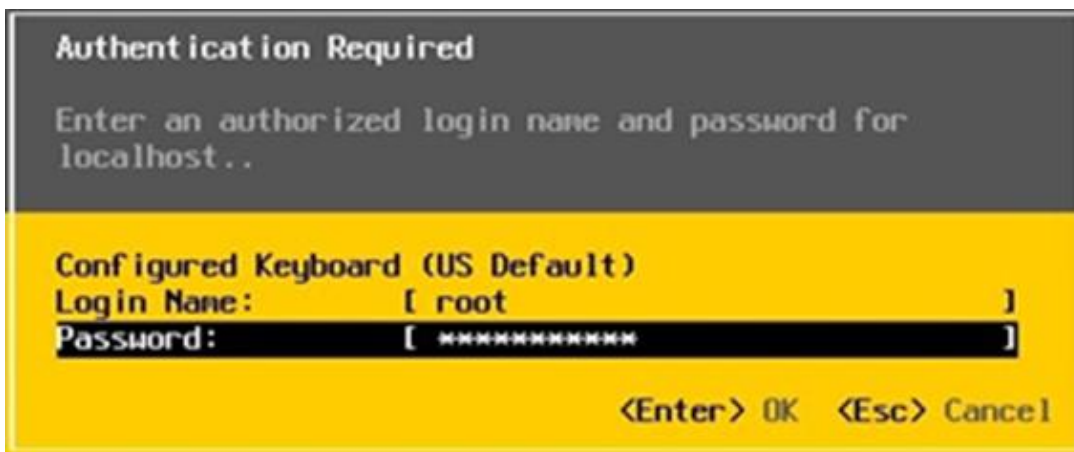 Authentication Required
Enter an authorized login name and password for
localhost..
Configured Keyboard (US Default)
Login Name: [ root ]
Password: [ *********** ]
<Enter> OK <Esc> Cancel